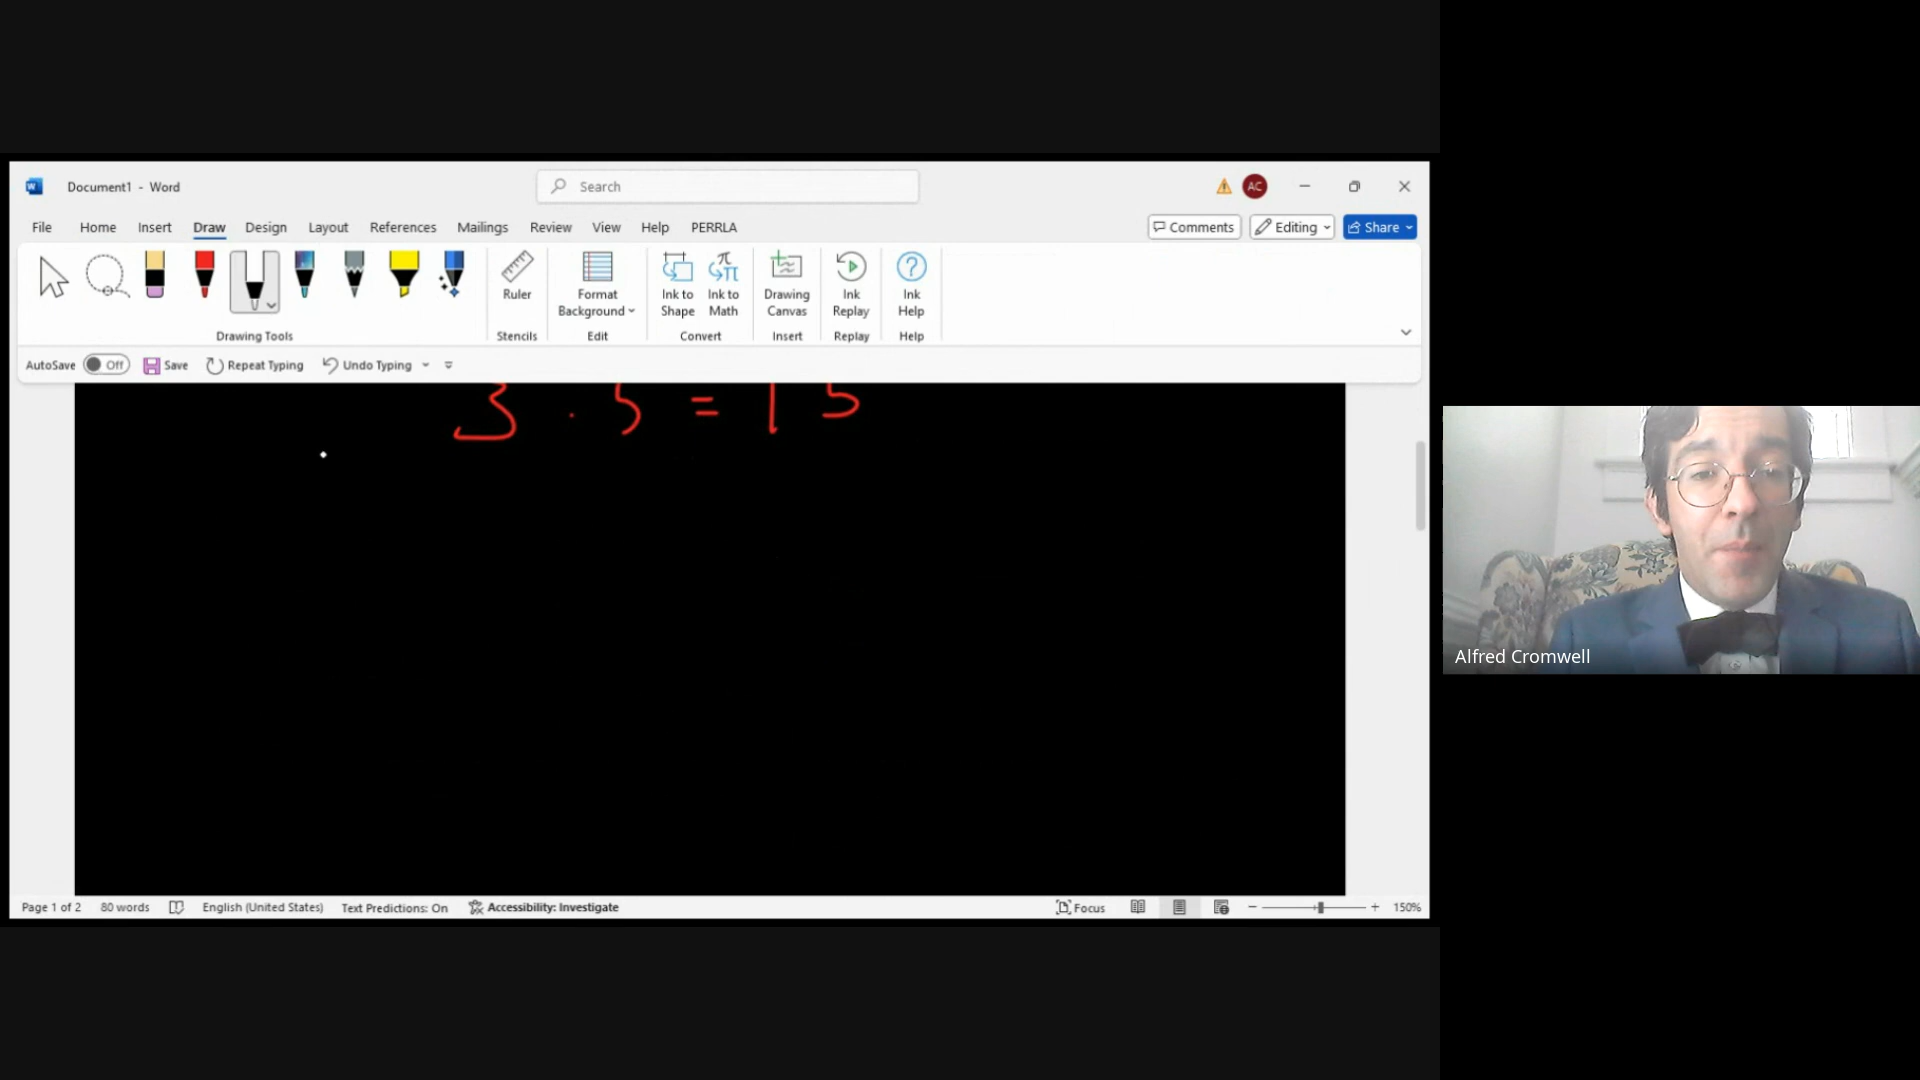 Document1 - Word
Search
AC
File Home Insert Draw Design Layout References Mailings Review View Help PERRLA
Comments Editing Share
Ruler
Format Background
Ink to Shape
Ink to Math
Drawing Canvas
Ink Replay
Ink Help
Drawing Tools Stencils Edit Convert Insert Replay Help
AutoSave Off Save Repeat Typing Undo Typing
3 . 5 = 15
Alfred Cromwell
Page 1 of 2 80 words English (United States) Text Predictions: On Accessibility: Investigate Focus 150%